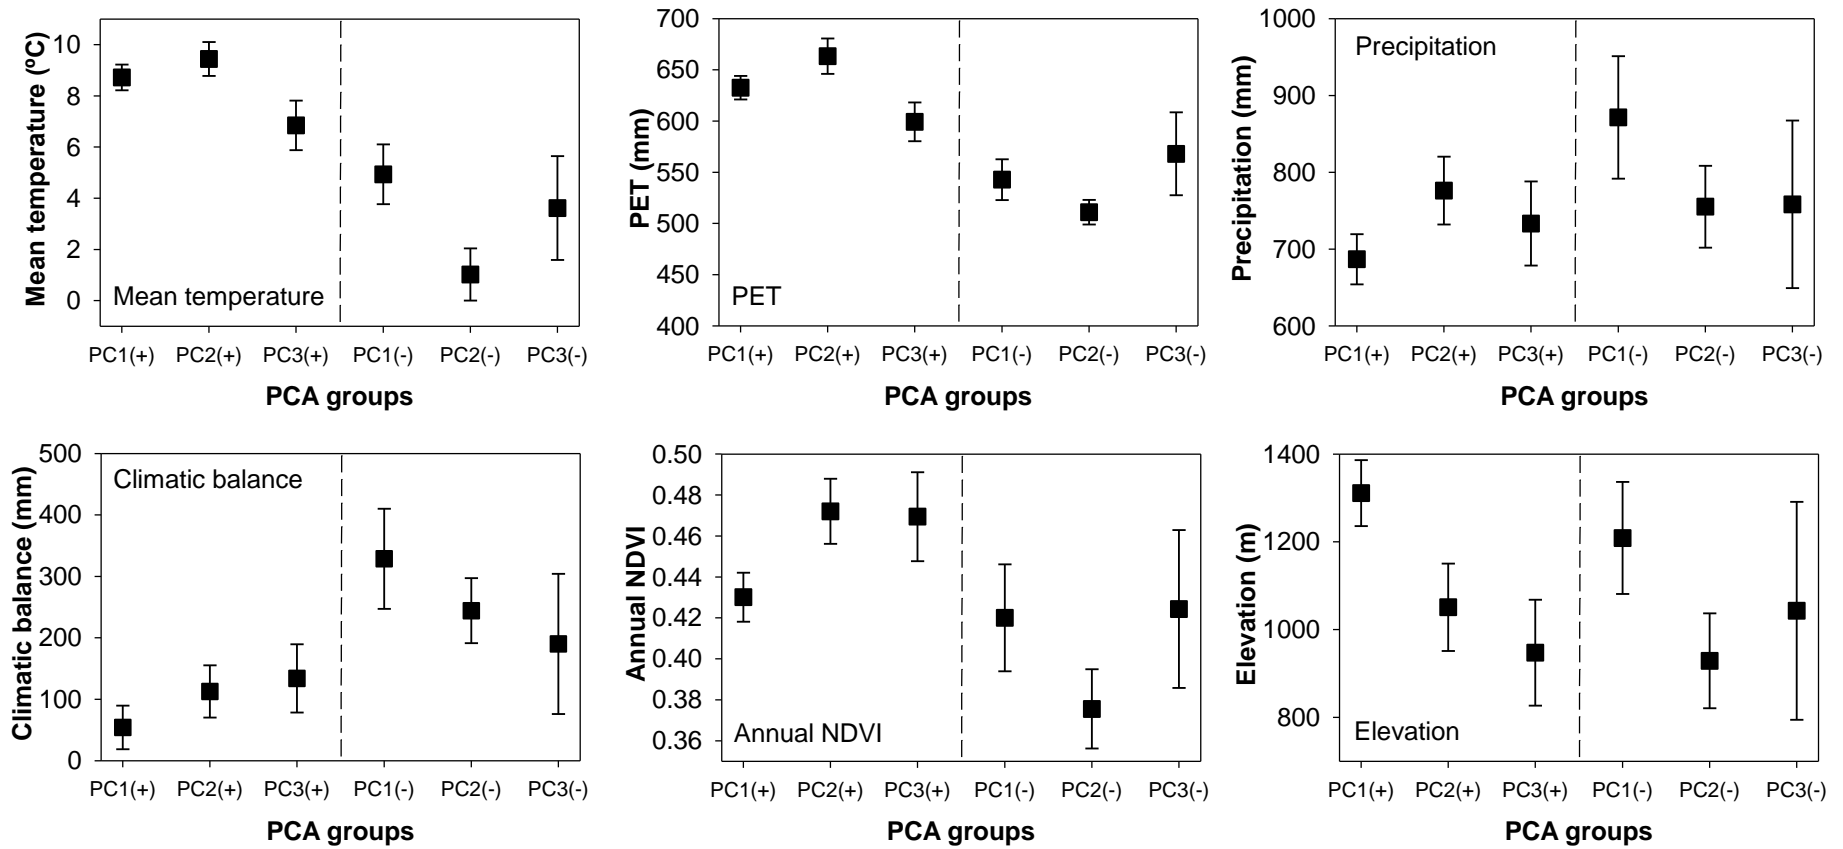 Mean temperature (ºC)
10
8
6
4
2
0
Mean temperature
PC1(+) PC2(+) PC3(+) PC1(-) PC2(-) PC3(-)
PCA groups
PET (mm)
700
650
600
550
500
450
400
PET
PC1(+) PC2(+) PC3(+) PC1(-) PC2(-) PC3(-)
PCA groups
Precipitation (mm)
1000
900
800
700
600
Precipitation
PC1(+) PC2(+) PC3(+) PC1(-) PC2(-) PC3(-)
PCA groups
Climatic balance (mm)
500
400
300
200
100
0
Climatic balance
PC1(+) PC2(+) PC3(+) PC1(-) PC2(-) PC3(-)
PCA groups
Annual NDVI
0.50
0.48
0.46
0.44
0.42
0.40
0.38
0.36
Annual NDVI
PC1(+) PC2(+) PC3(+) PC1(-) PC2(-) PC3(-)
PCA groups
Elevation (m)
1400
1200
1000
800
Elevation
PC1(+) PC2(+) PC3(+) PC1(-) PC2(-) PC3(-)
PCA groups